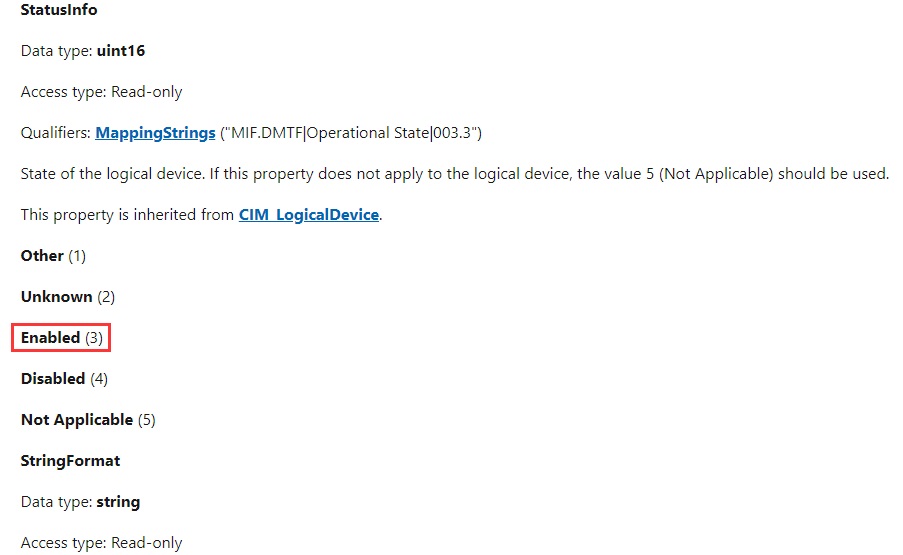 StatusInfo
Data type: uint16
Access type: Read-only
Qualifiers: MappingStrings ("MIF.DMTF|Operational State|003.3")
State of the logical device. If this property does not apply to the logical device, the value 5 (Not Applicable) should be used.
This property is inherited from CIM_LogicalDevice.
Other (1)
Unknown (2)
Enabled (3)
Disabled (4)
Not Applicable (5)
StringFormat
Data type: string
Access type: Read-only